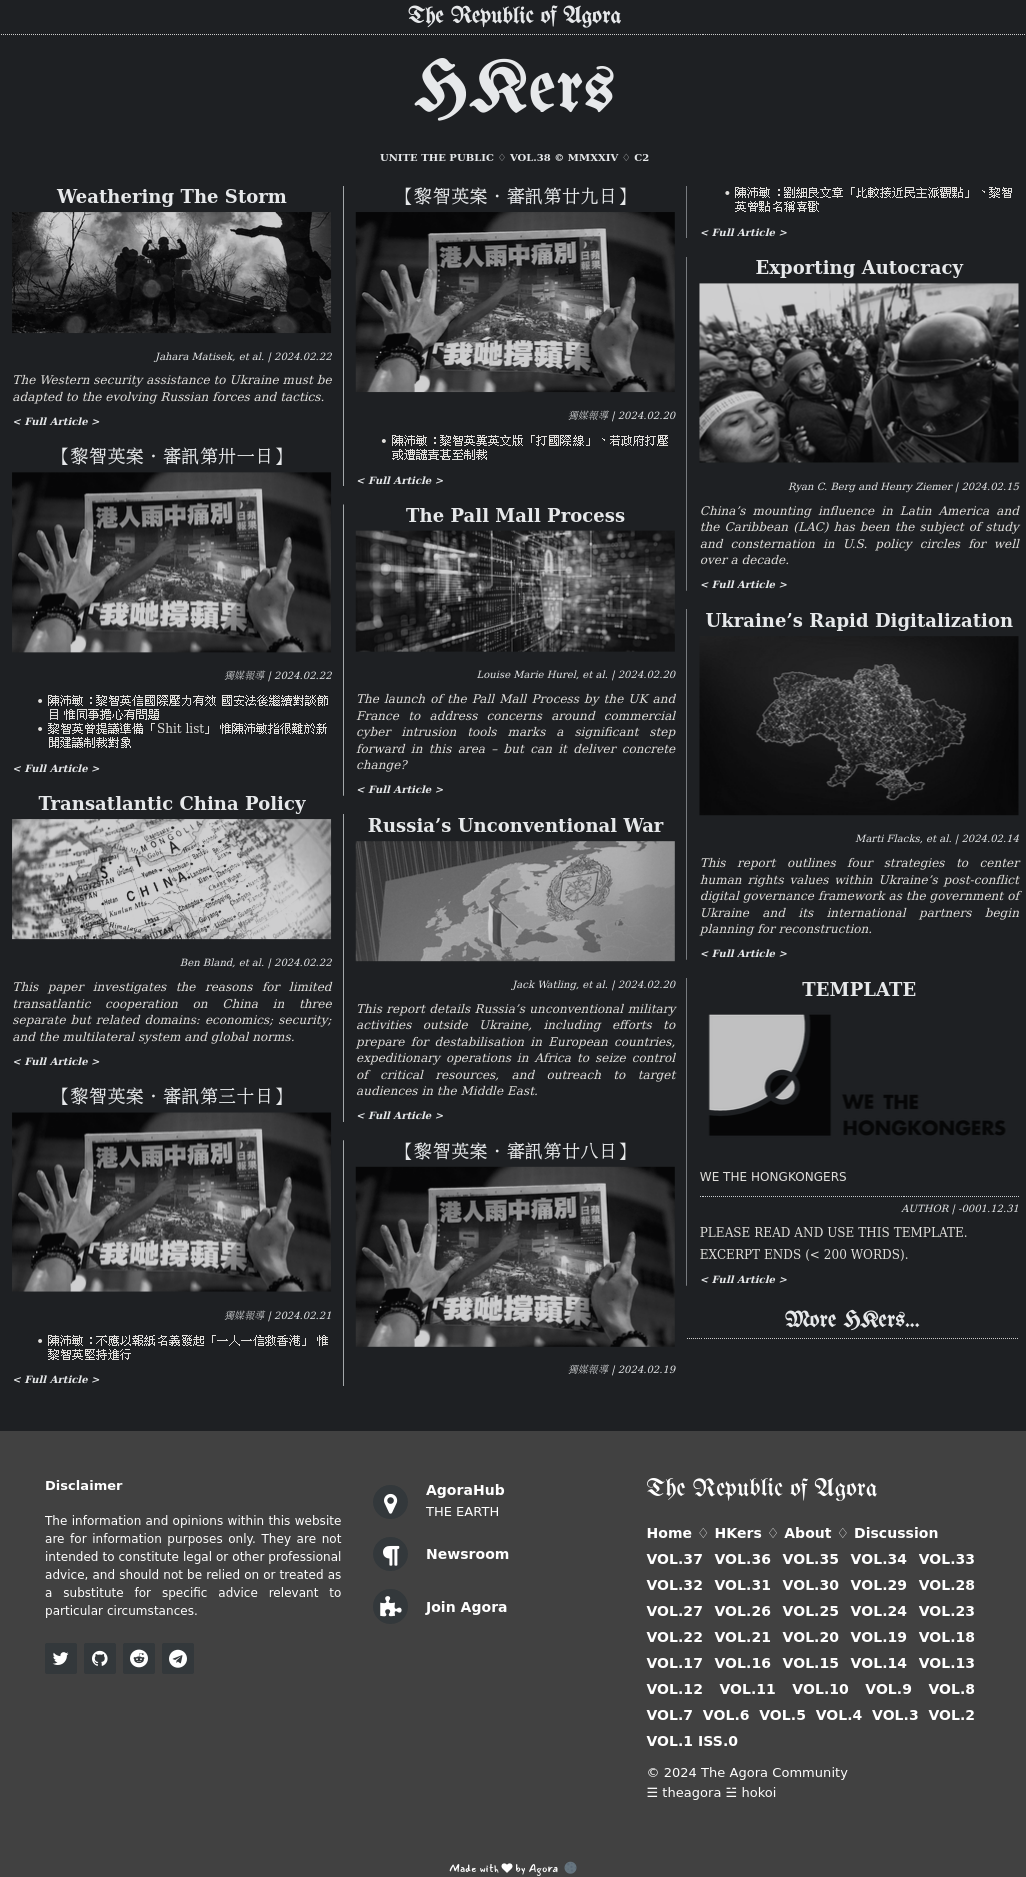 The Republic of Agora
HKers
UNITE THE PUBLIC ♢ VOL.38 © MMXXIV ♢ C2
Weathering The Storm
Jahara Matisek, et al. | 2024.02.22
The Western security assistance to Ukraine must be
adapted to the evolving Russian forces and tactics.
< Full Article >
【黎智英案・審訊第卅一日】
港人雨中痛別
蘋果日報
「我哋撐蘋果
獨媒報導 | 2024.02.22
• 陳沛敏：黎智英信國際壓力有效 國安法後繼續對談節
目 惟同事擔心有問題
• 黎智英曾提議準備「Shit list」 惟陳沛敏指很難於新
聞建議制裁對象
< Full Article >
Transatlantic China Policy
MONGOLIA
ASIA
CHINA
Ben Bland, et al. | 2024.02.22
This paper investigates the reasons for limited
transatlantic cooperation on China in three
separate but related domains: economics; security;
and the multilateral system and global norms.
< Full Article >
【黎智英案・審訊第三十日】
港人雨中痛別
蘋果日報
「我哋撐蘋果
獨媒報導 | 2024.02.21
• 陳沛敏：不應以報紙名義發起「一人一信救香港」 惟
黎智英堅持進行
< Full Article >
【黎智英案・審訊第廿九日】
港人雨中痛別
蘋果日報
「我哋撐蘋果
獨媒報導 | 2024.02.20
• 陳沛敏：黎智英冀英文版「打國際線」、若政府打壓
或遭譴責甚至制裁
< Full Article >
The Pall Mall Process
Louise Marie Hurel, et al. | 2024.02.20
The launch of the Pall Mall Process by the UK and
France to address concerns around commercial
cyber intrusion tools marks a significant step
forward in this area – but can it deliver concrete
change?
< Full Article >
Russia’s Unconventional War
Jack Watling, et al. | 2024.02.20
This report details Russia’s unconventional military
activities outside Ukraine, including efforts to
prepare for destabilisation in European countries,
expeditionary operations in Africa to seize control
of critical resources, and outreach to target
audiences in the Middle East.
< Full Article >
【黎智英案・審訊第廿八日】
港人雨中痛別
蘋果日報
「我哋撐蘋果
獨媒報導 | 2024.02.19
• 陳沛敏：劉細良文章「比較接近民主派觀點」、黎智
英曾點名稱喜歡
< Full Article >
Exporting Autocracy
Ryan C. Berg and Henry Ziemer | 2024.02.15
China’s mounting influence in Latin America and
the Caribbean (LAC) has been the subject of study
and consternation in U.S. policy circles for well
over a decade.
< Full Article >
Ukraine’s Rapid Digitalization
Marti Flacks, et al. | 2024.02.14
This report outlines four strategies to center
human rights values within Ukraine’s post-conflict
digital governance framework as the government of
Ukraine and its international partners begin
planning for reconstruction.
< Full Article >
TEMPLATE
WE THE
HONGKONGERS
WE THE HONGKONGERS
AUTHOR | -0001.12.31
PLEASE READ AND USE THIS TEMPLATE.
EXCERPT ENDS (< 200 WORDS).
< Full Article >
More HKers...
Disclaimer
The information and opinions within this website
are for information purposes only. They are not
intended to constitute legal or other professional
advice, and should not be relied on or treated as
a substitute for specific advice relevant to
particular circumstances.
AgoraHub
THE EARTH
Newsroom
Join Agora
The Republic of Agora
Home ♢ HKers ♢ About ♢ Discussion
VOL.37 VOL.36 VOL.35 VOL.34 VOL.33
VOL.32 VOL.31 VOL.30 VOL.29 VOL.28
VOL.27 VOL.26 VOL.25 VOL.24 VOL.23
VOL.22 VOL.21 VOL.20 VOL.19 VOL.18
VOL.17 VOL.16 VOL.15 VOL.14 VOL.13
VOL.12 VOL.11 VOL.10 VOL.9 VOL.8
VOL.7 VOL.6 VOL.5 VOL.4 VOL.3 VOL.2
VOL.1 ISS.0
© 2024 The Agora Community
☰ theagora ☱ hokoi
Made with ♥ by Agora